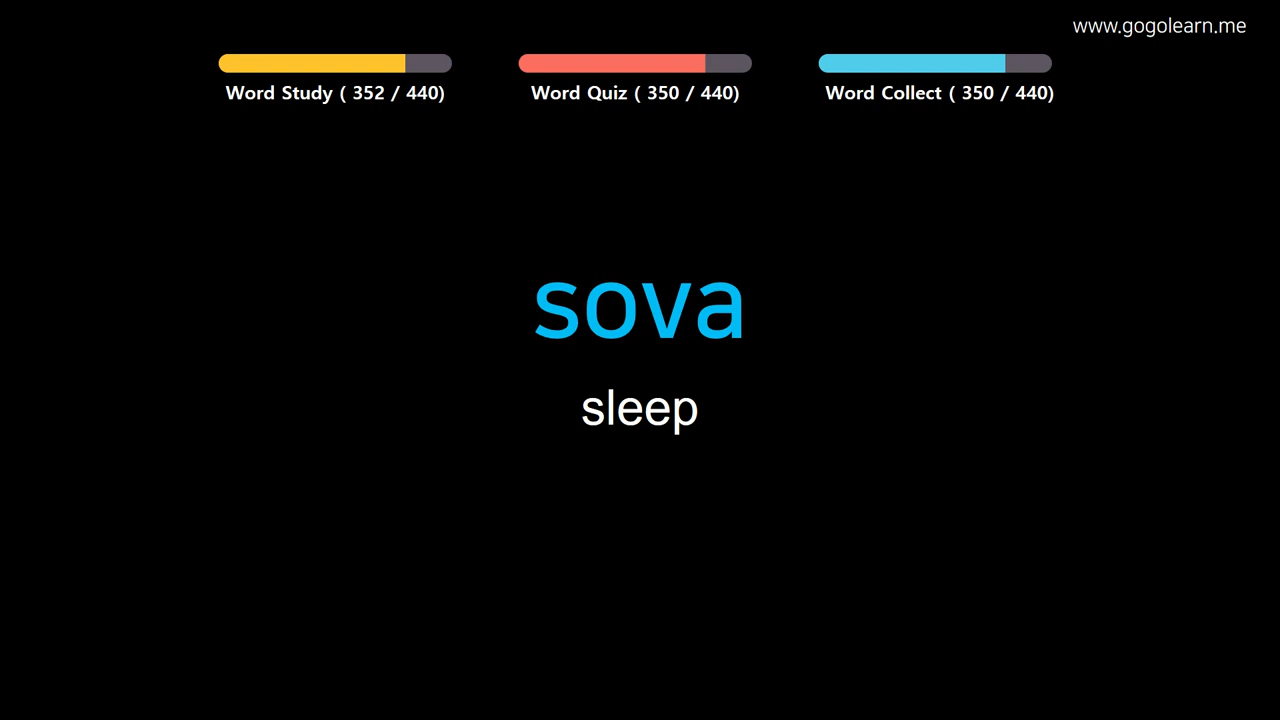 www.gogolearn.me
Word Study ( 352 / 440)
Word Quiz ( 350 / 440)
Word Collect ( 350 / 440)
sova
sleep